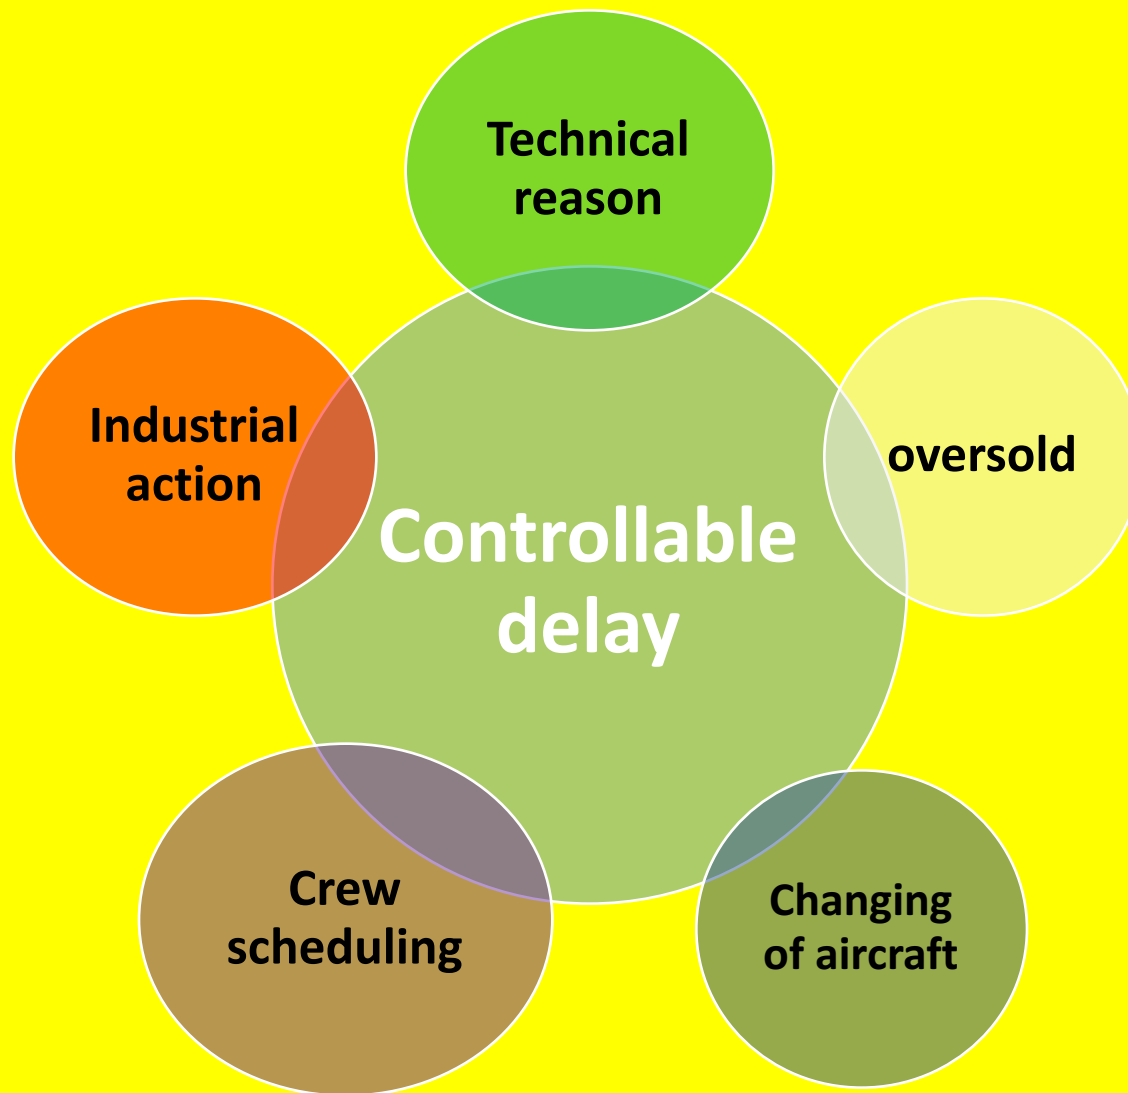 Technical
reason
Industrial
action
oversold
Controllable
delay
Crew
scheduling
Changing
of aircraft